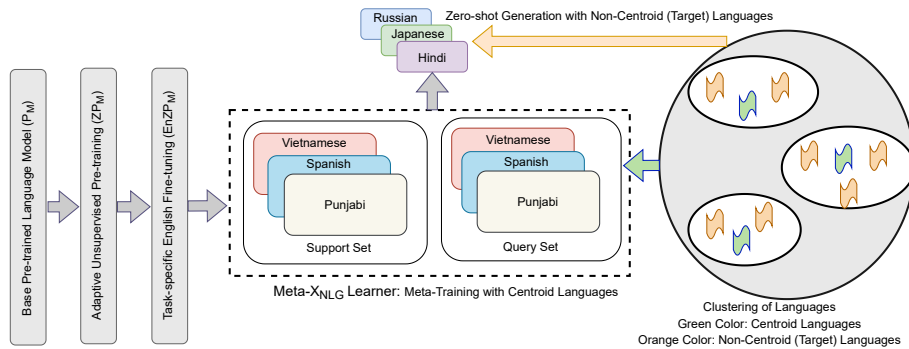 Base Pre-trained Language Model (P_M)
Adaptive Unsupervised Pre-training (ZP_M)
Task-specific English Fine-tuning (EnZP_M)
Russian
Japanese
Hindi
Zero-shot Generation with Non-Centroid (Target) Languages
Vietnamese
Spanish
Punjabi
Support Set
Vietnamese
Spanish
Punjabi
Query Set
Meta-X_NLG Learner: Meta-Training with Centroid Languages
Clustering of Languages
Green Color: Centroid Languages
Orange Color: Non-Centroid (Target) Languages